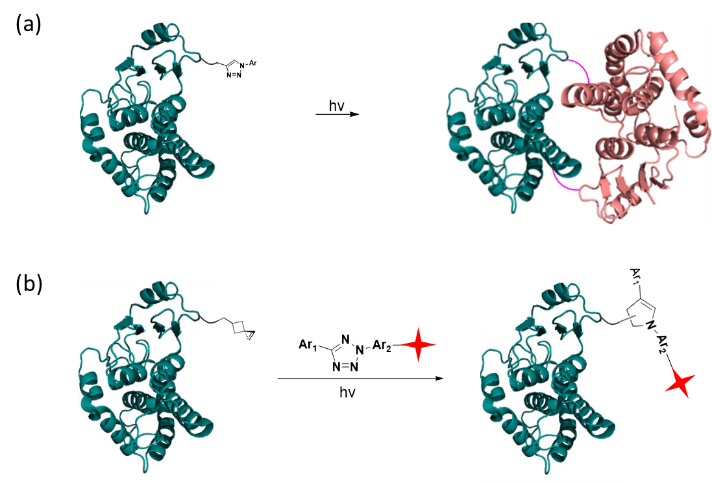 (a)
N-Ar
N=N
hv
(b)
Ar1
N
N-Ar2
N=N
hv
Ar1
N
Ar2